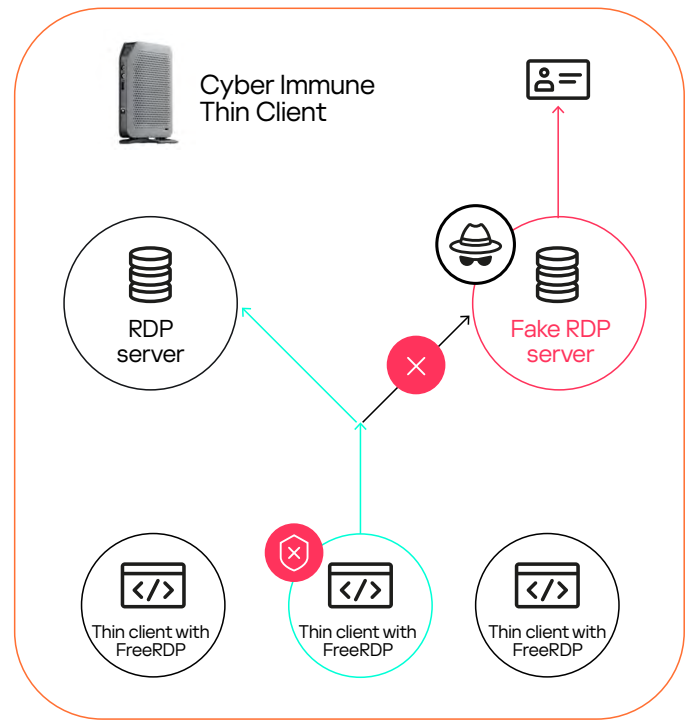 Cyber Immune
Thin Client
RDP
server
Fake RDP
server
</>
Thin client with
FreeRDP
</>
Thin client with
FreeRDP
</>
Thin client with
FreeRDP